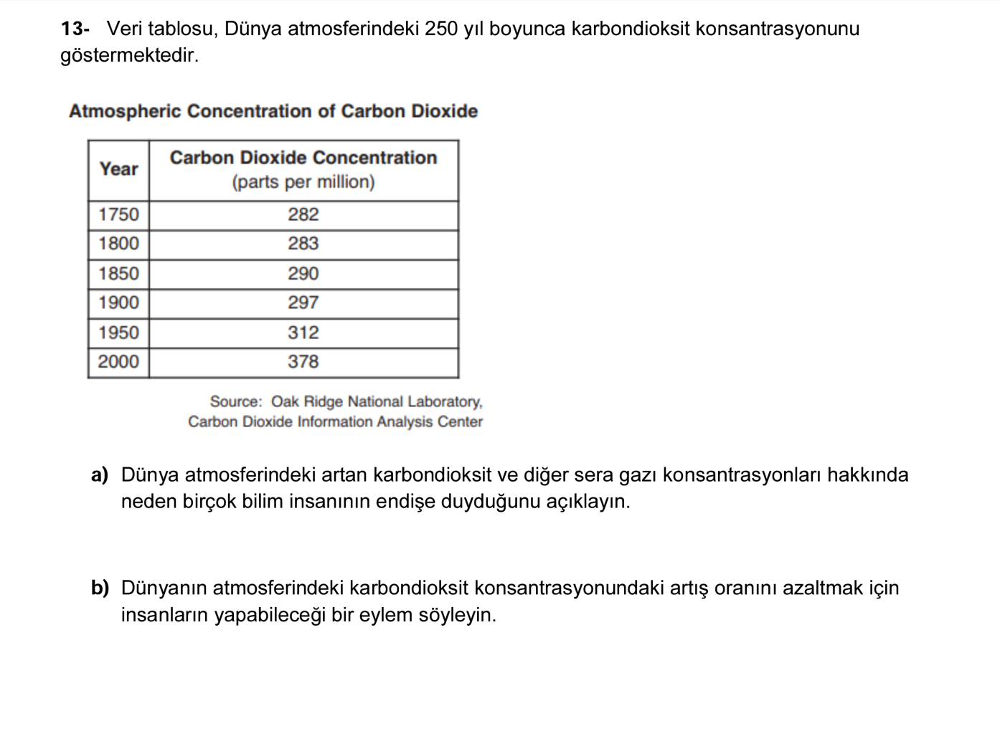 13- Veri tablosu, Dünya atmosferindeki 250 yıl boyunca karbondioksit konsantrasyonunu
göstermektedir.
Atmospheric Concentration of Carbon Dioxide
Year Carbon Dioxide Concentration
(parts per million)
1750 282
1800 283
1850 290
1900 297
1950 312
2000 378
Source: Oak Ridge National Laboratory,
Carbon Dioxide Information Analysis Center
a) Dünya atmosferindeki artan karbondioksit ve diğer sera gazı konsantrasyonları hakkında
neden birçok bilim insanının endişe duyduğunu açıklayın.
b) Dünyanın atmosferindeki karbondioksit konsantrasyonundaki artış oranını azaltmak için
insanların yapabileceği bir eylem söyleyin.